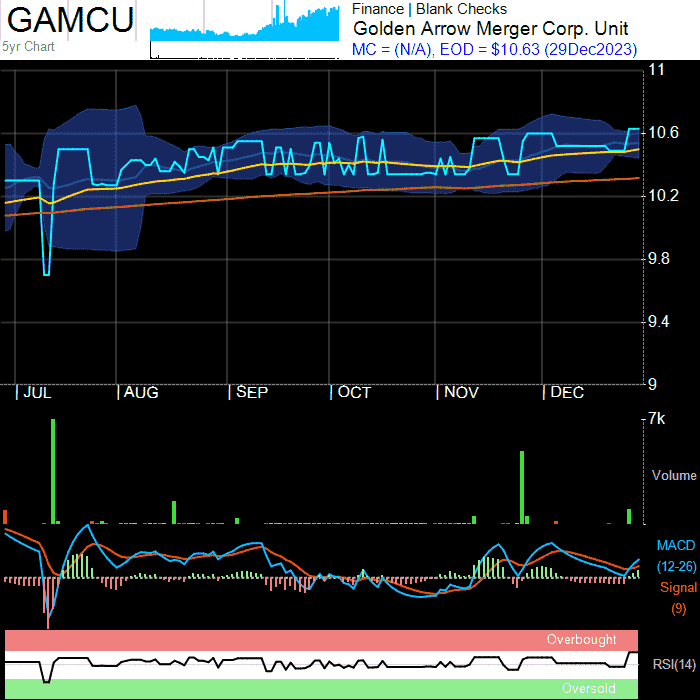 GAMCU
5yr Chart
Finance | Blank Checks
Golden Arrow Merger Corp. Unit
MC = (N/A), EOD = $10.63 (29Dec2023)
11
10.6
10.2
9.8
9.4
9
JUL AUG SEP OCT NOV DEC
7k
Volume
MACD
(12-26)
Signal
(9)
Overbought
RSI(14)
Oversold